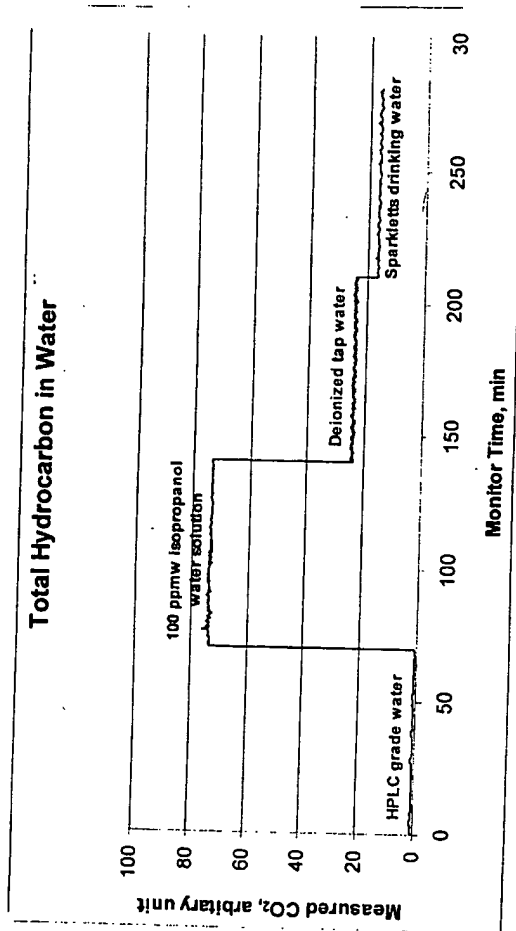 Total Hydrocarbon in Water
Measured CO₂, arbitary unit
100
80
60
40
20
0
HPLC grade water
100 ppmw isopropanol
water solution
Deionized tap water
Sparkletts drinking water
0
50
100
150
200
250
30
Monitor Time, min